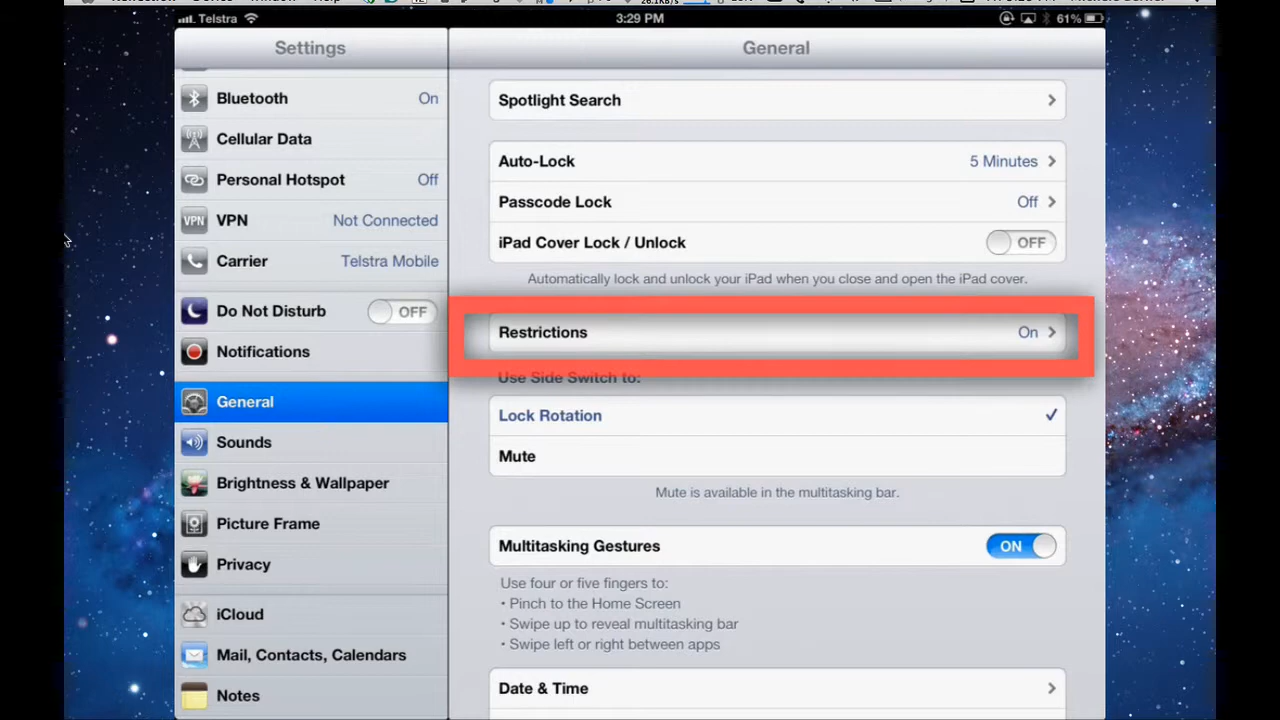 Telstra
3:29 PM
61%
Settings
General
Bluetooth On
Cellular Data
Personal Hotspot Off
VPN VPN Not Connected
Carrier Telstra Mobile
Do Not Disturb OFF
Notifications
General
Sounds
Brightness & Wallpaper
Picture Frame
Privacy
iCloud
Mail, Contacts, Calendars
Notes
Spotlight Search
Auto-Lock 5 Minutes
Passcode Lock Off
iPad Cover Lock / Unlock OFF
Automatically lock and unlock your iPad when you close and open the iPad cover.
Restrictions On
Use Side Switch to:
Lock Rotation
Mute
Mute is available in the multitasking bar.
Multitasking Gestures ON
Use four or five fingers to:
• Pinch to the Home Screen
• Swipe up to reveal multitasking bar
• Swipe left or right between apps
Date & Time